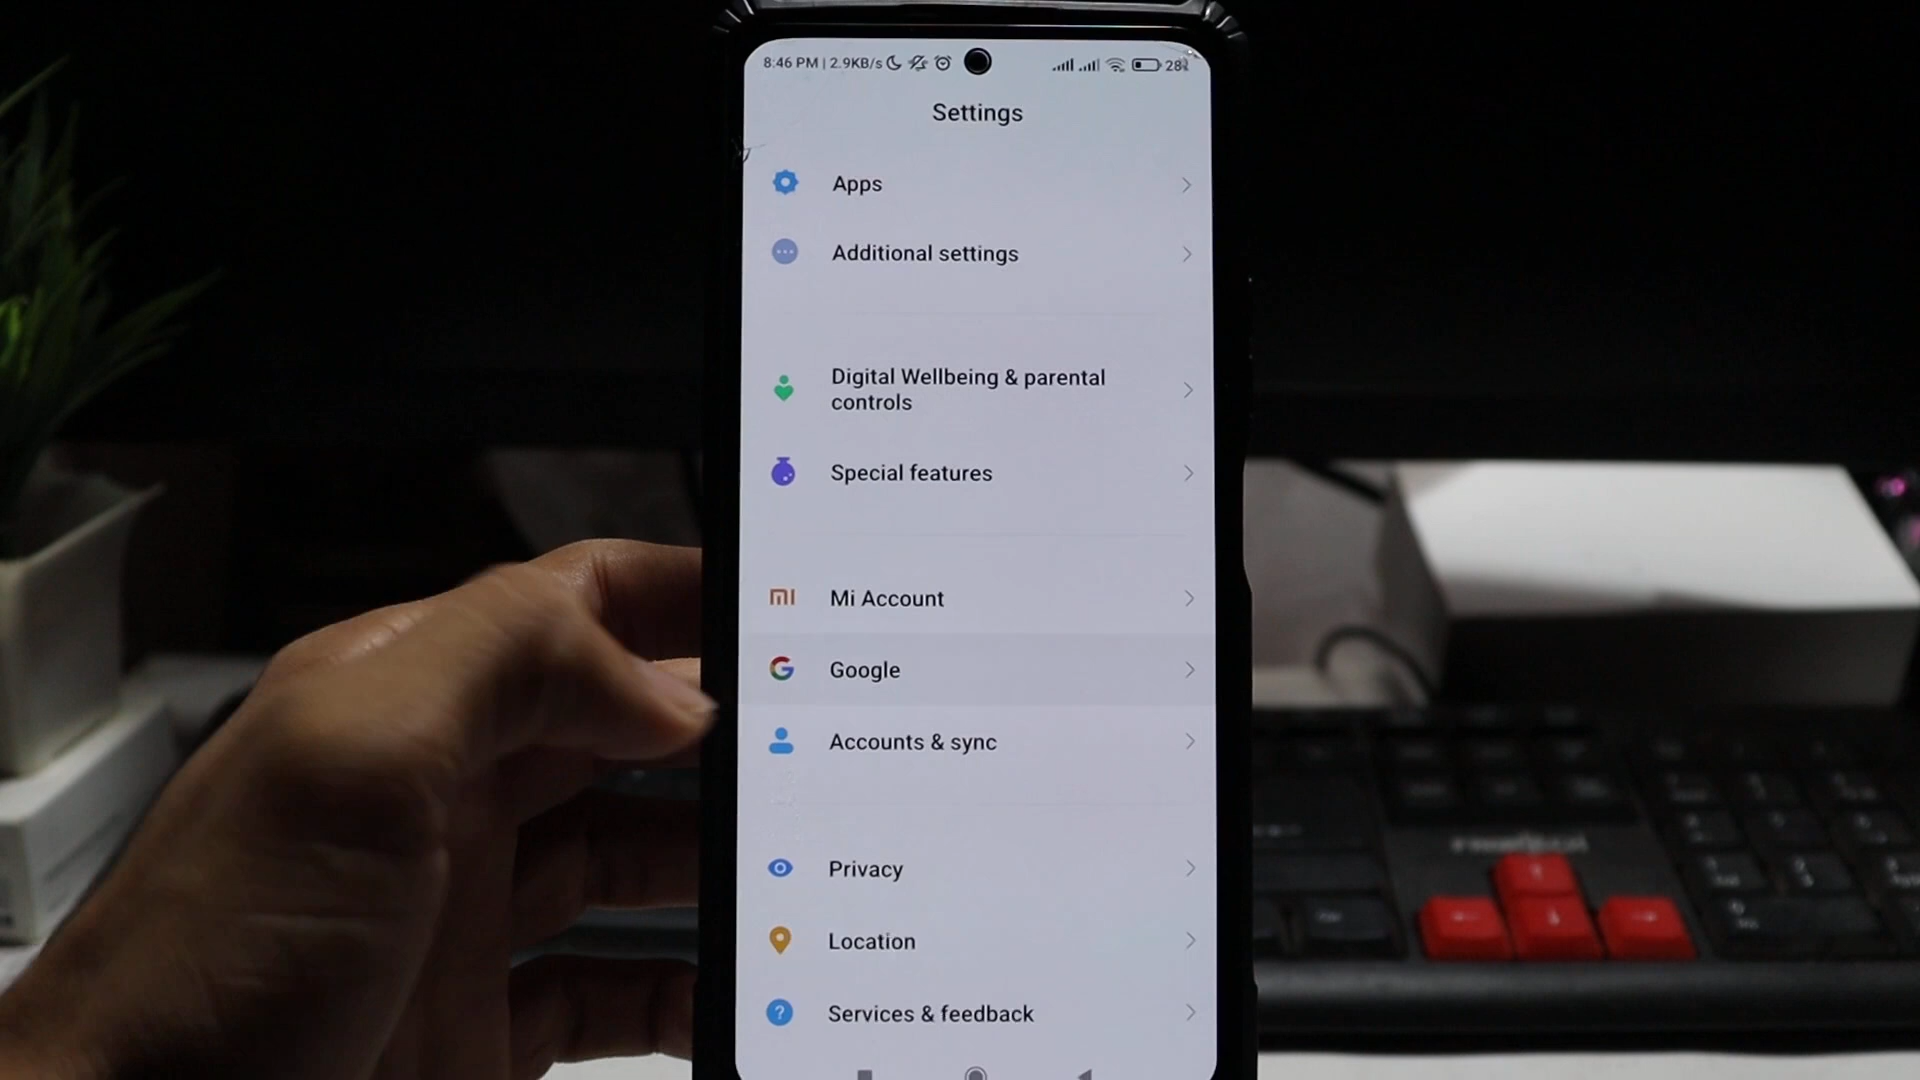 8:46 PM | 2.9KB/s
28
Settings
Apps
Additional settings
Digital Wellbeing & parental
controls
Special features
Mi Account
Google
Accounts & sync
Privacy
Location
Services & feedback